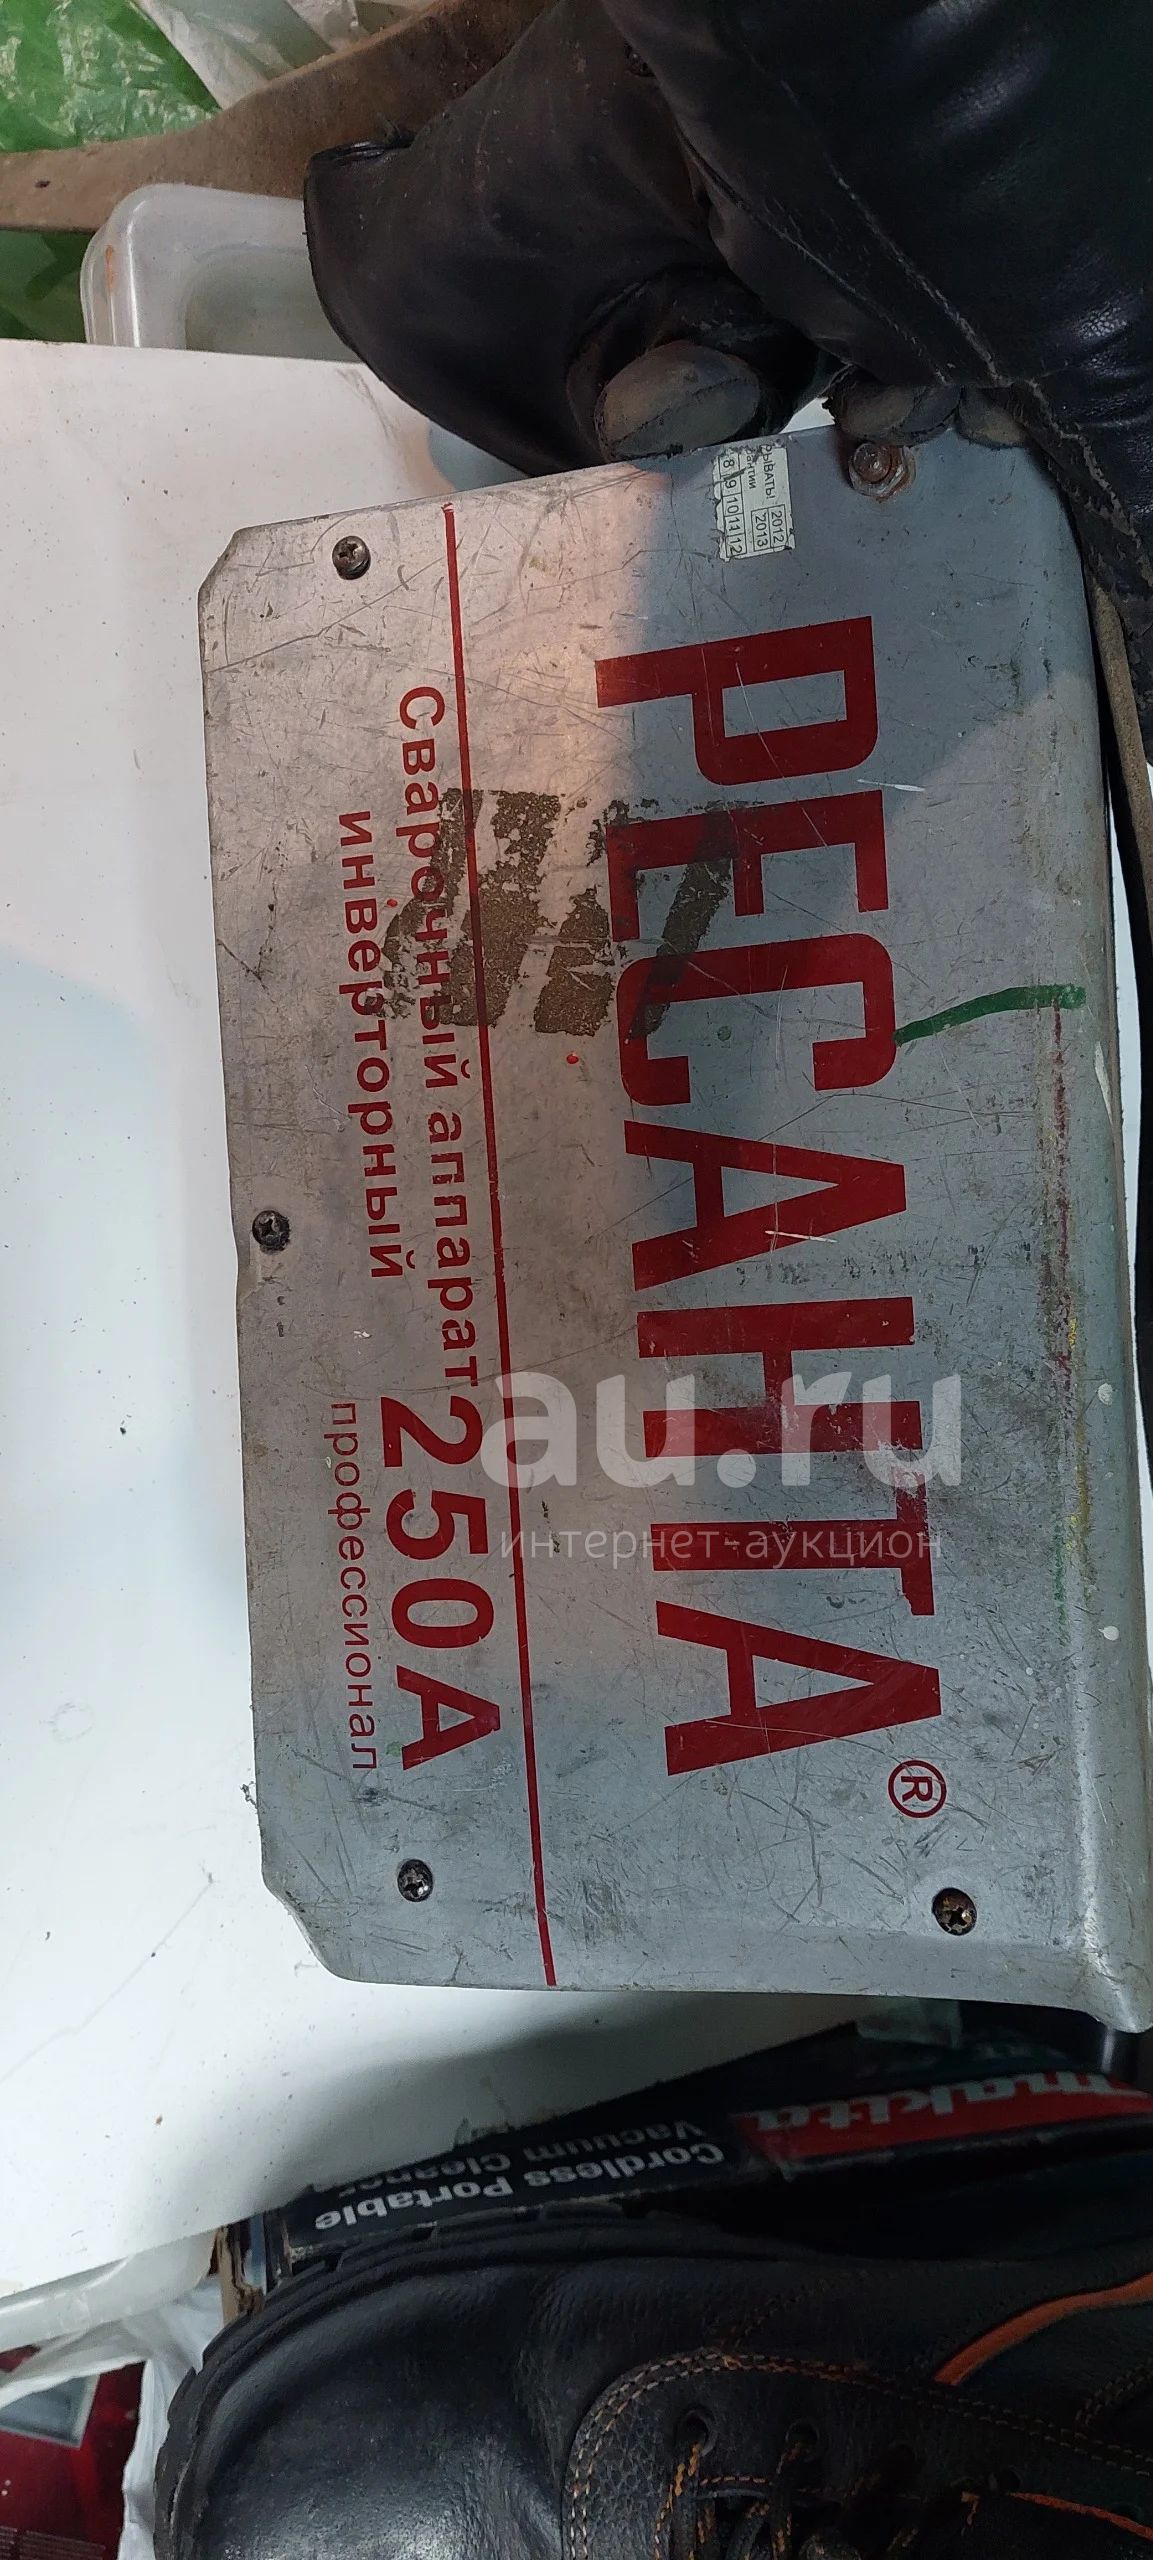 РЕСАНТА®
Сварочный аппарат 250А
инверторный
профессионал
2012
2013
8 9 10 11 12
au.ru
интернет-аукцион
makita
Cordless Portable
Vacuum Cleaner